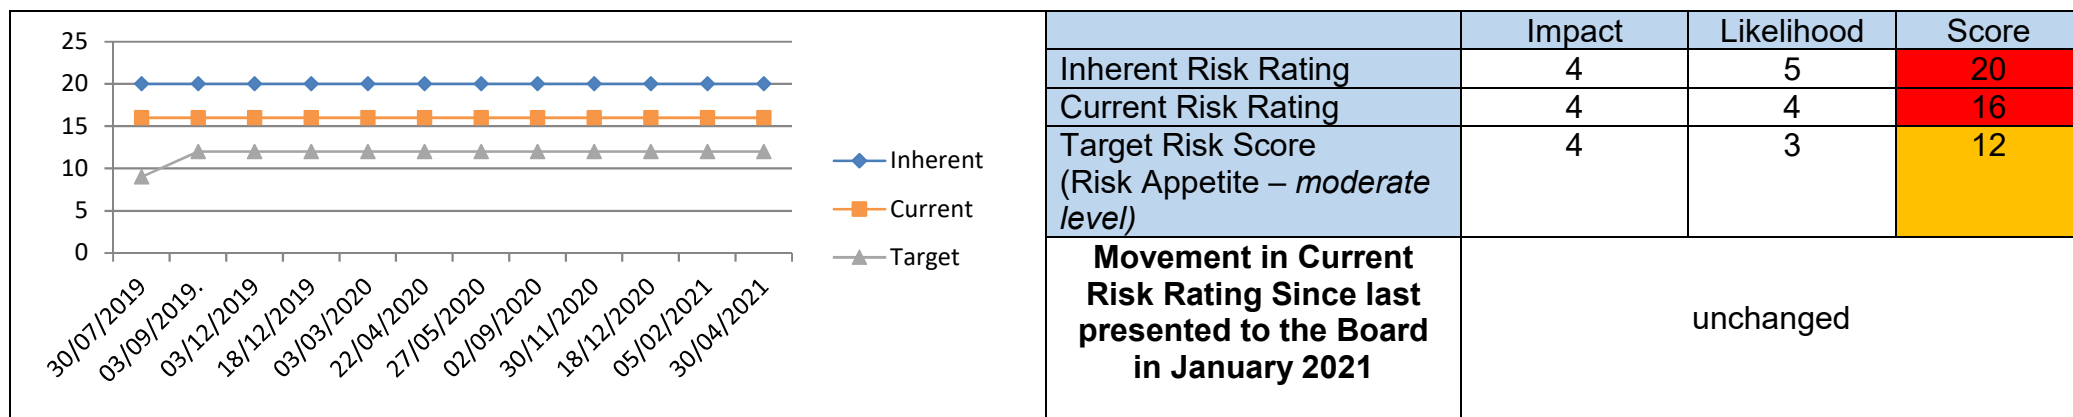 25
20
15
10
5
0
30/07/2019
03/09/2019.
03/12/2019
18/12/2019
03/03/2020
22/04/2020
27/05/2020
02/09/2020
30/11/2020
18/12/2020
05/02/2021
30/04/2021
Inherent
Current
Target
Impact Likelihood Score
Inherent Risk Rating 4 5 20
Current Risk Rating 4 4 16
Target Risk Score 4 3 12
(Risk Appetite – moderate
level)
Movement in Current
Risk Rating Since last
presented to the Board
in January 2021
unchanged